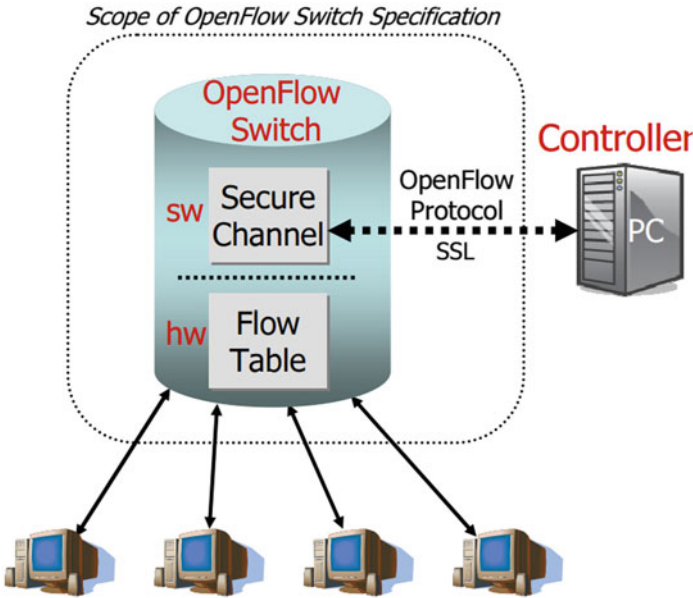 Scope of OpenFlow Switch Specification
OpenFlow
Switch
Controller
sw
Secure
Channel
OpenFlow
Protocol
SSL
PC
hw
Flow
Table